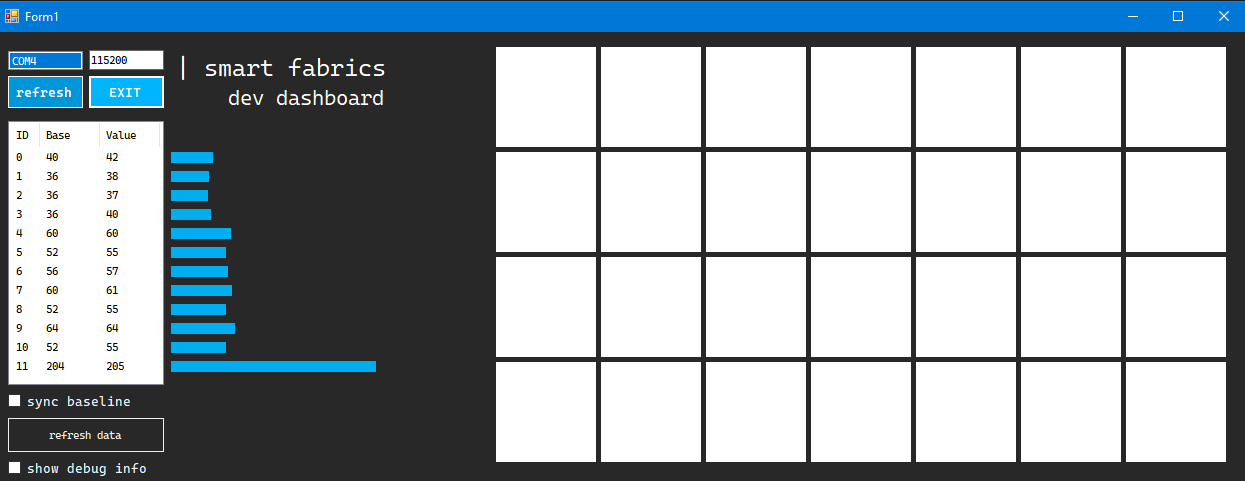 Form1
COM4 115200
| smart fabrics
refresh EXIT
dev dashboard
ID Base Value
0 40 42
1 36 38
2 36 37
3 36 40
4 60 60
5 52 55
6 56 57
7 60 61
8 52 55
9 64 64
10 52 55
11 204 205
sync baseline
refresh data
show debug info